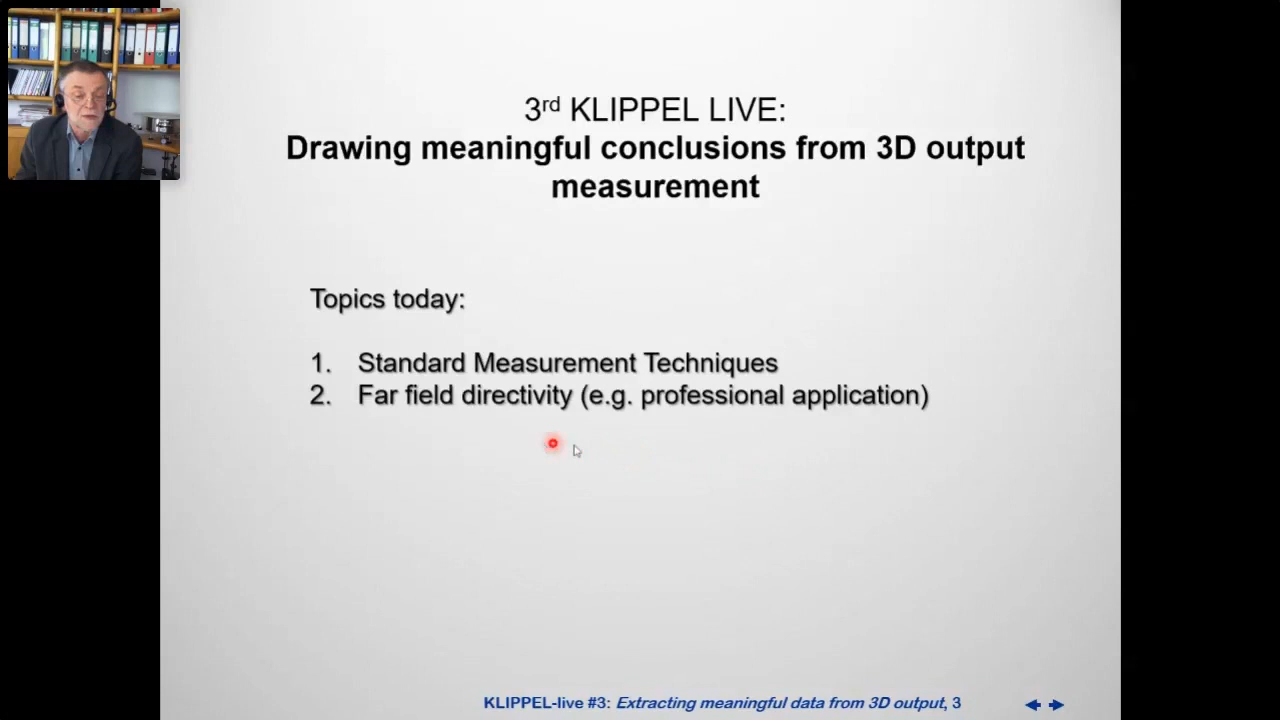 3rd KLIPPEL LIVE:
Drawing meaningful conclusions from 3D output
measurement
Topics today:
1. Standard Measurement Techniques
2. Far field directivity (e.g. professional application)
KLIPPEL-live #3: Extracting meaningful data from 3D output, 3